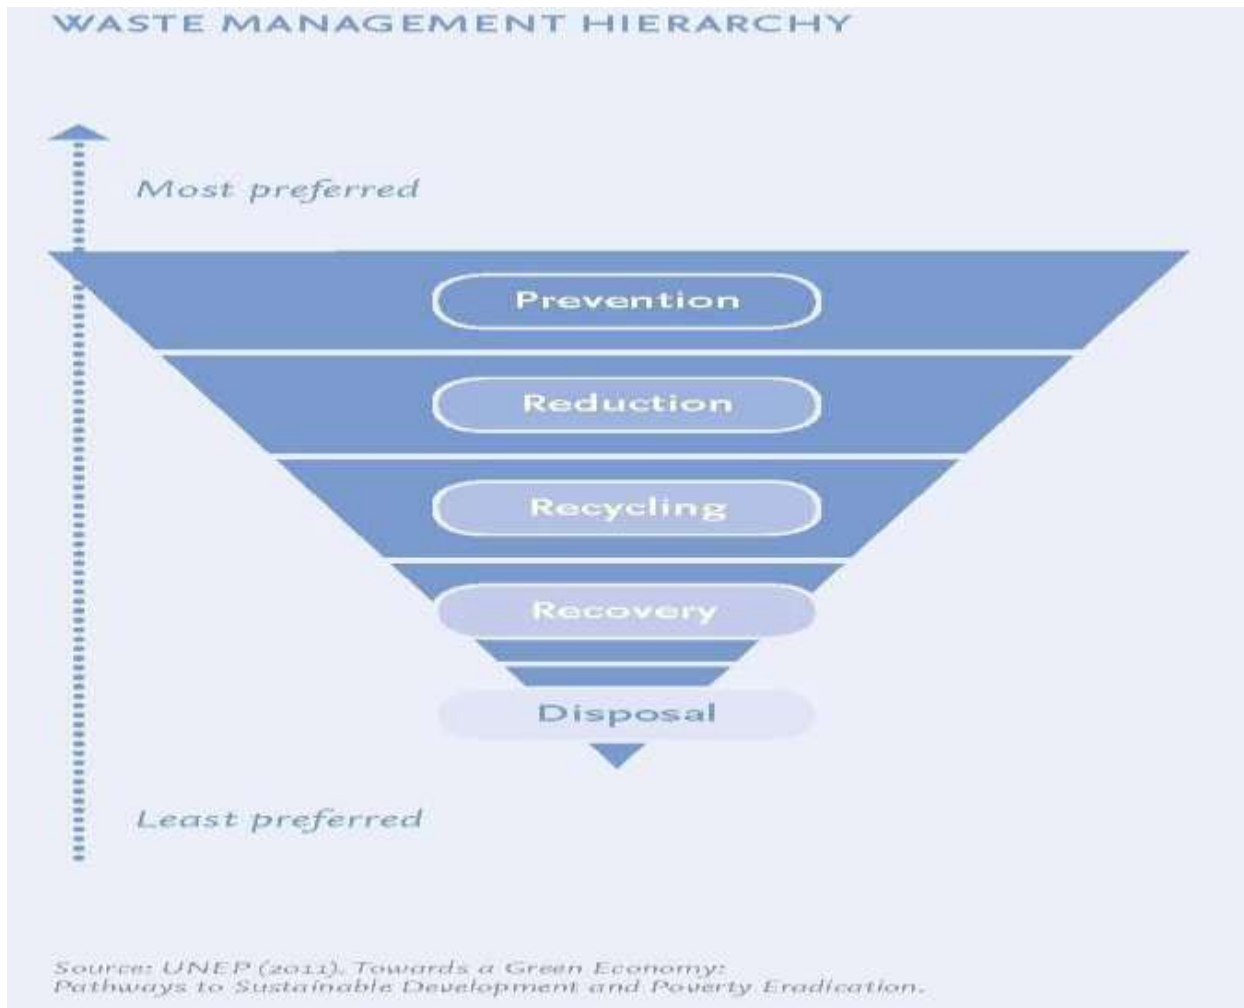 WASTE MANAGEMENT HIERARCHY
Most preferred
Prevention
Reduction
Recycling
Recovery
Disposal
Least preferred
Source: UNEP (2011). Towards a Green Economy:
Pathways to Sustainable Development and Poverty Eradication.